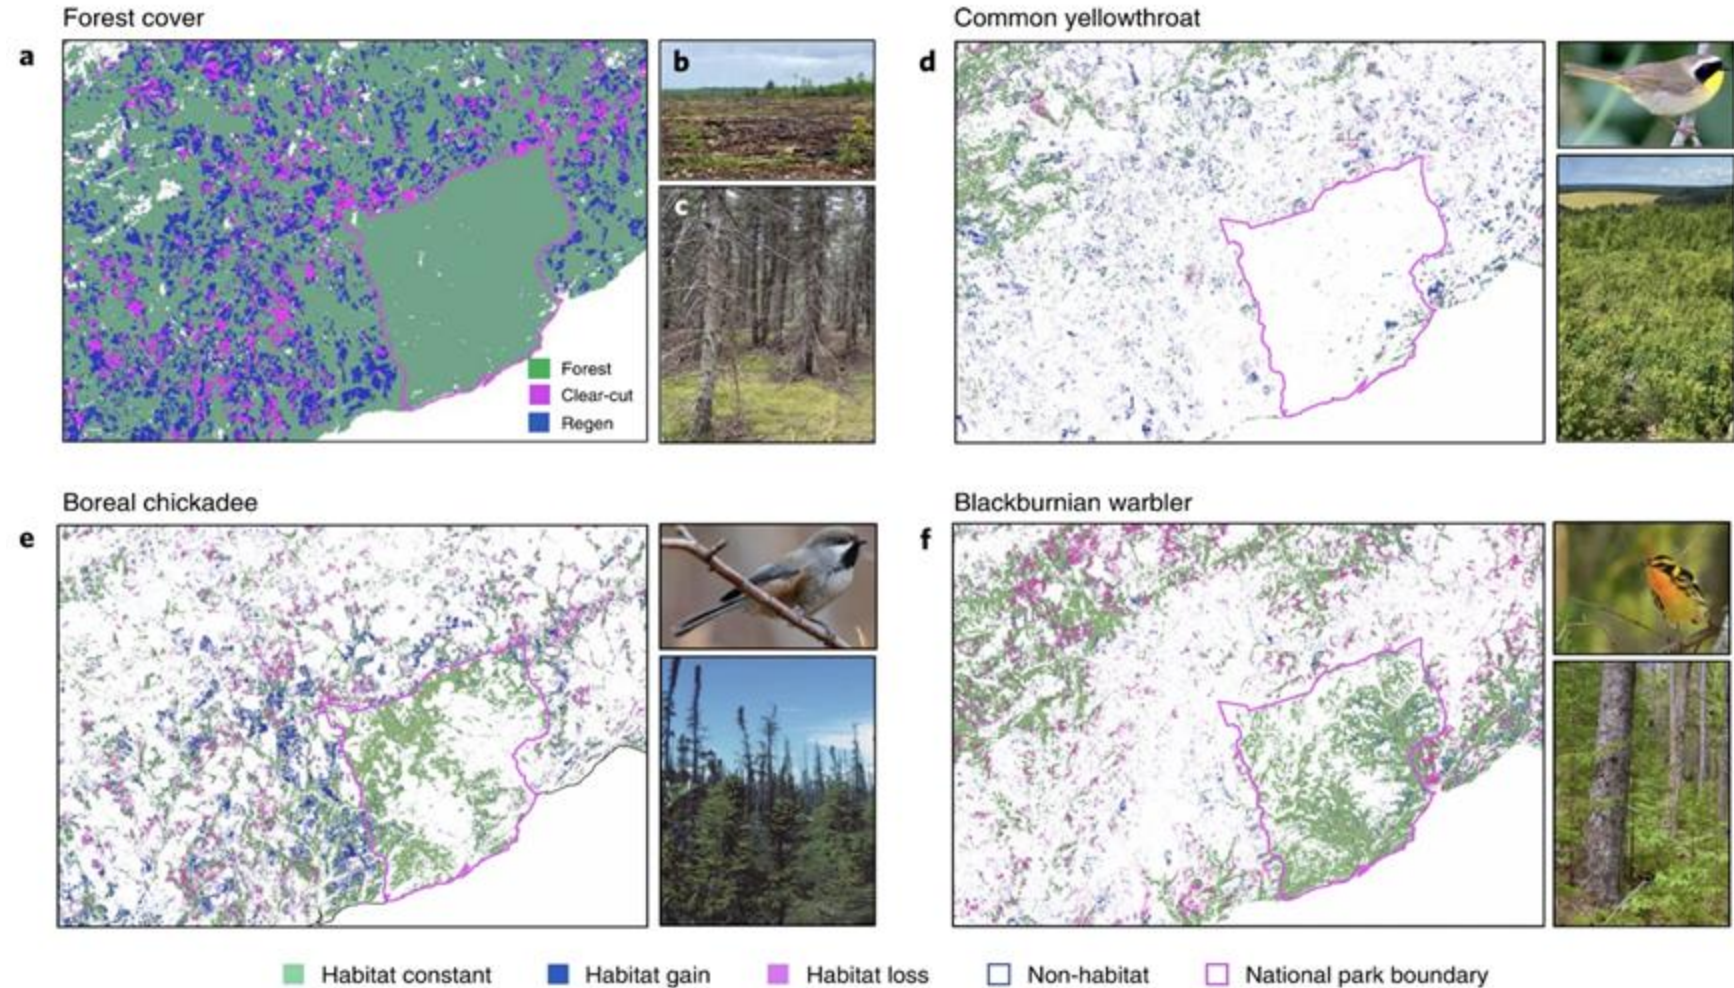 Forest cover
a
b
c
Forest
Clear-cut
Regen
Common yellowthroat
d
Boreal chickadee
e
Blackburnian warbler
f
Habitat constant
Habitat gain
Habitat loss
Non-habitat
National park boundary